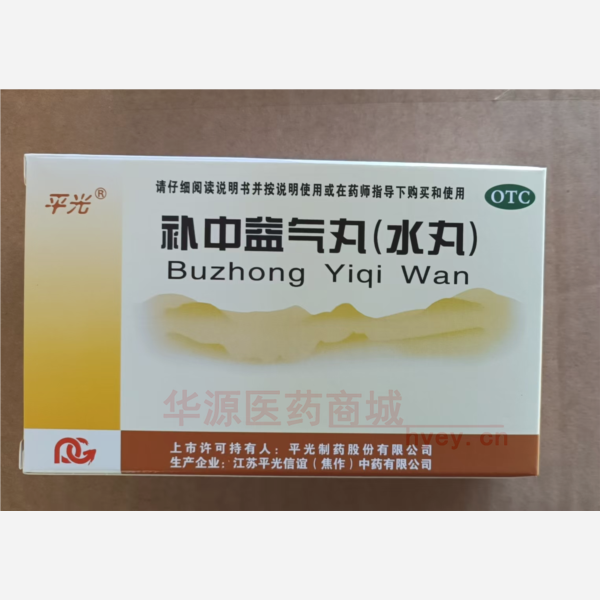 平光®
请仔细阅读说明书并按说明使用或在药师指导下购买和使用
OTC
补中益气丸(水丸)
Buzhong Yiqi Wan
华源医药商城
hyey.cn
PG
上市许可持有人：平光制药股份有限公司
生产企业：江苏平光信谊（焦作）中药有限公司